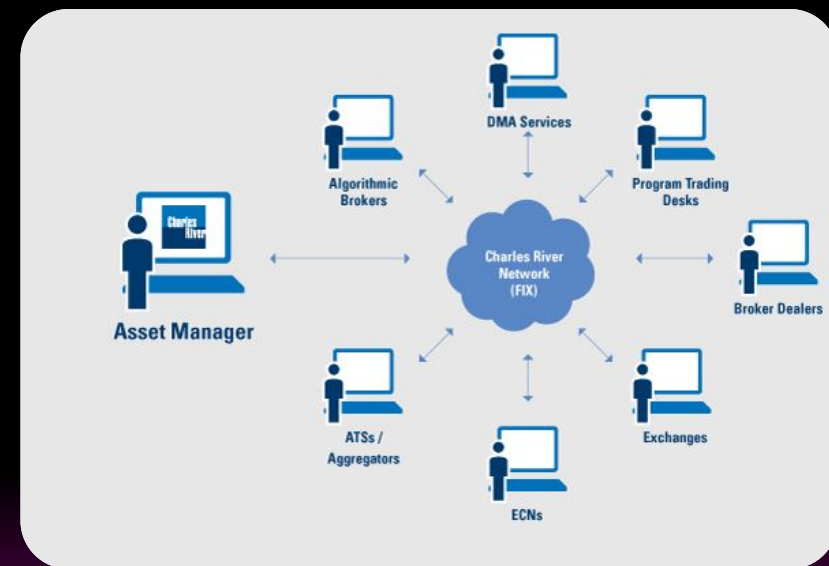 DMA Services
Algorithmic
Brokers
Program Trading
Desks
Charles
River
Asset Manager
Charles River
Network
(FIX)
Broker Dealers
ATSs /
Aggregators
Exchanges
ECNs